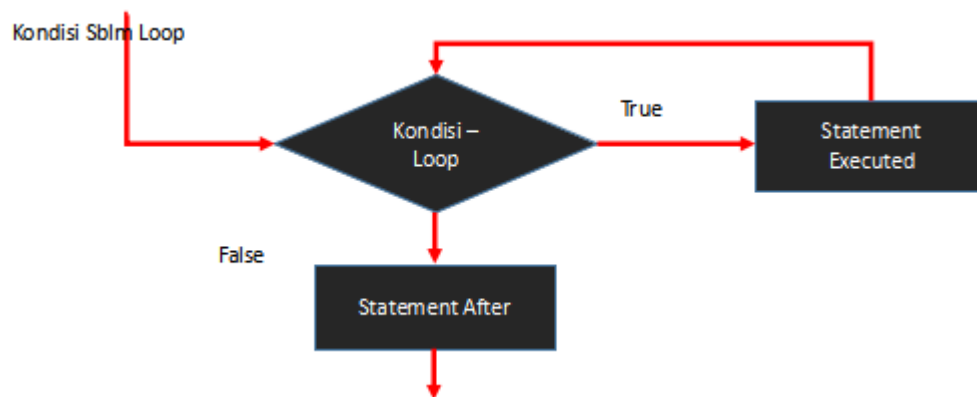 Kondisi Sblm Loop
True
Kondisi –
Loop
Statement
Executed
False
Statement After